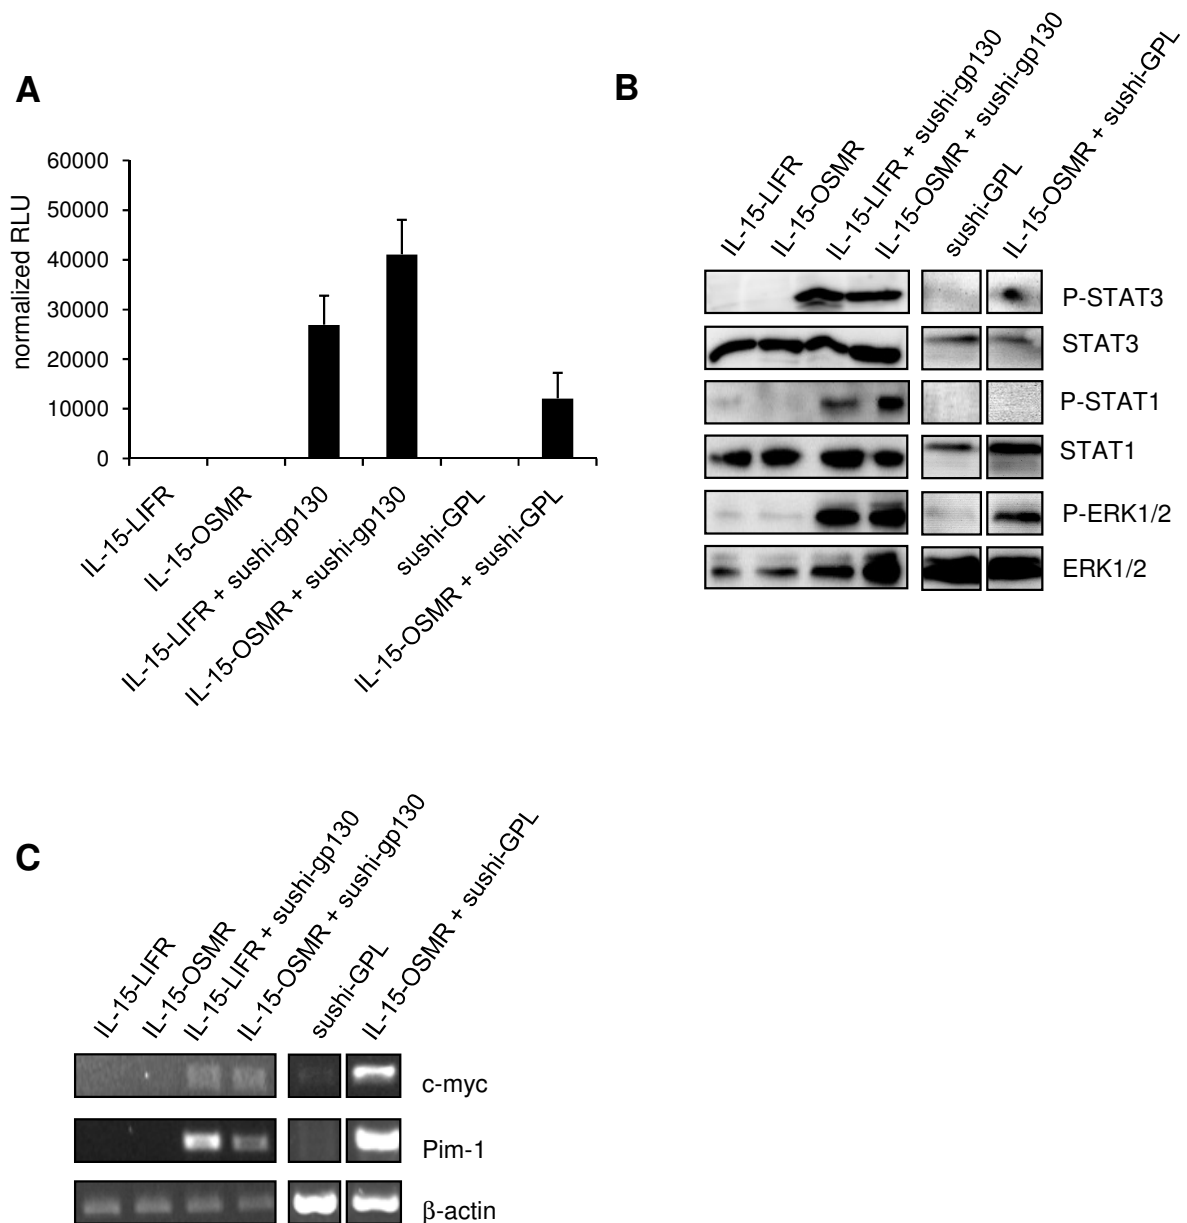 A
normalized RLU
60000
50000
40000
30000
20000
10000
0
IL-15-LIFR
IL-15-OSMR
IL-15-LIFR + sushi-gp130
IL-15-OSMR + sushi-gp130
sushi-GPL
IL-15-OSMR + sushi-GPL
B
IL-15-LIFR
IL-15-OSMR
IL-15-LIFR + sushi-gp130
IL-15-OSMR + sushi-gp130
sushi-GPL
IL-15-OSMR + sushi-GPL
P-STAT3
STAT3
P-STAT1
STAT1
P-ERK1/2
ERK1/2
C
IL-15-LIFR
IL-15-OSMR
IL-15-LIFR + sushi-gp130
IL-15-OSMR + sushi-gp130
sushi-GPL
IL-15-OSMR + sushi-GPL
c-myc
Pim-1
β-actin